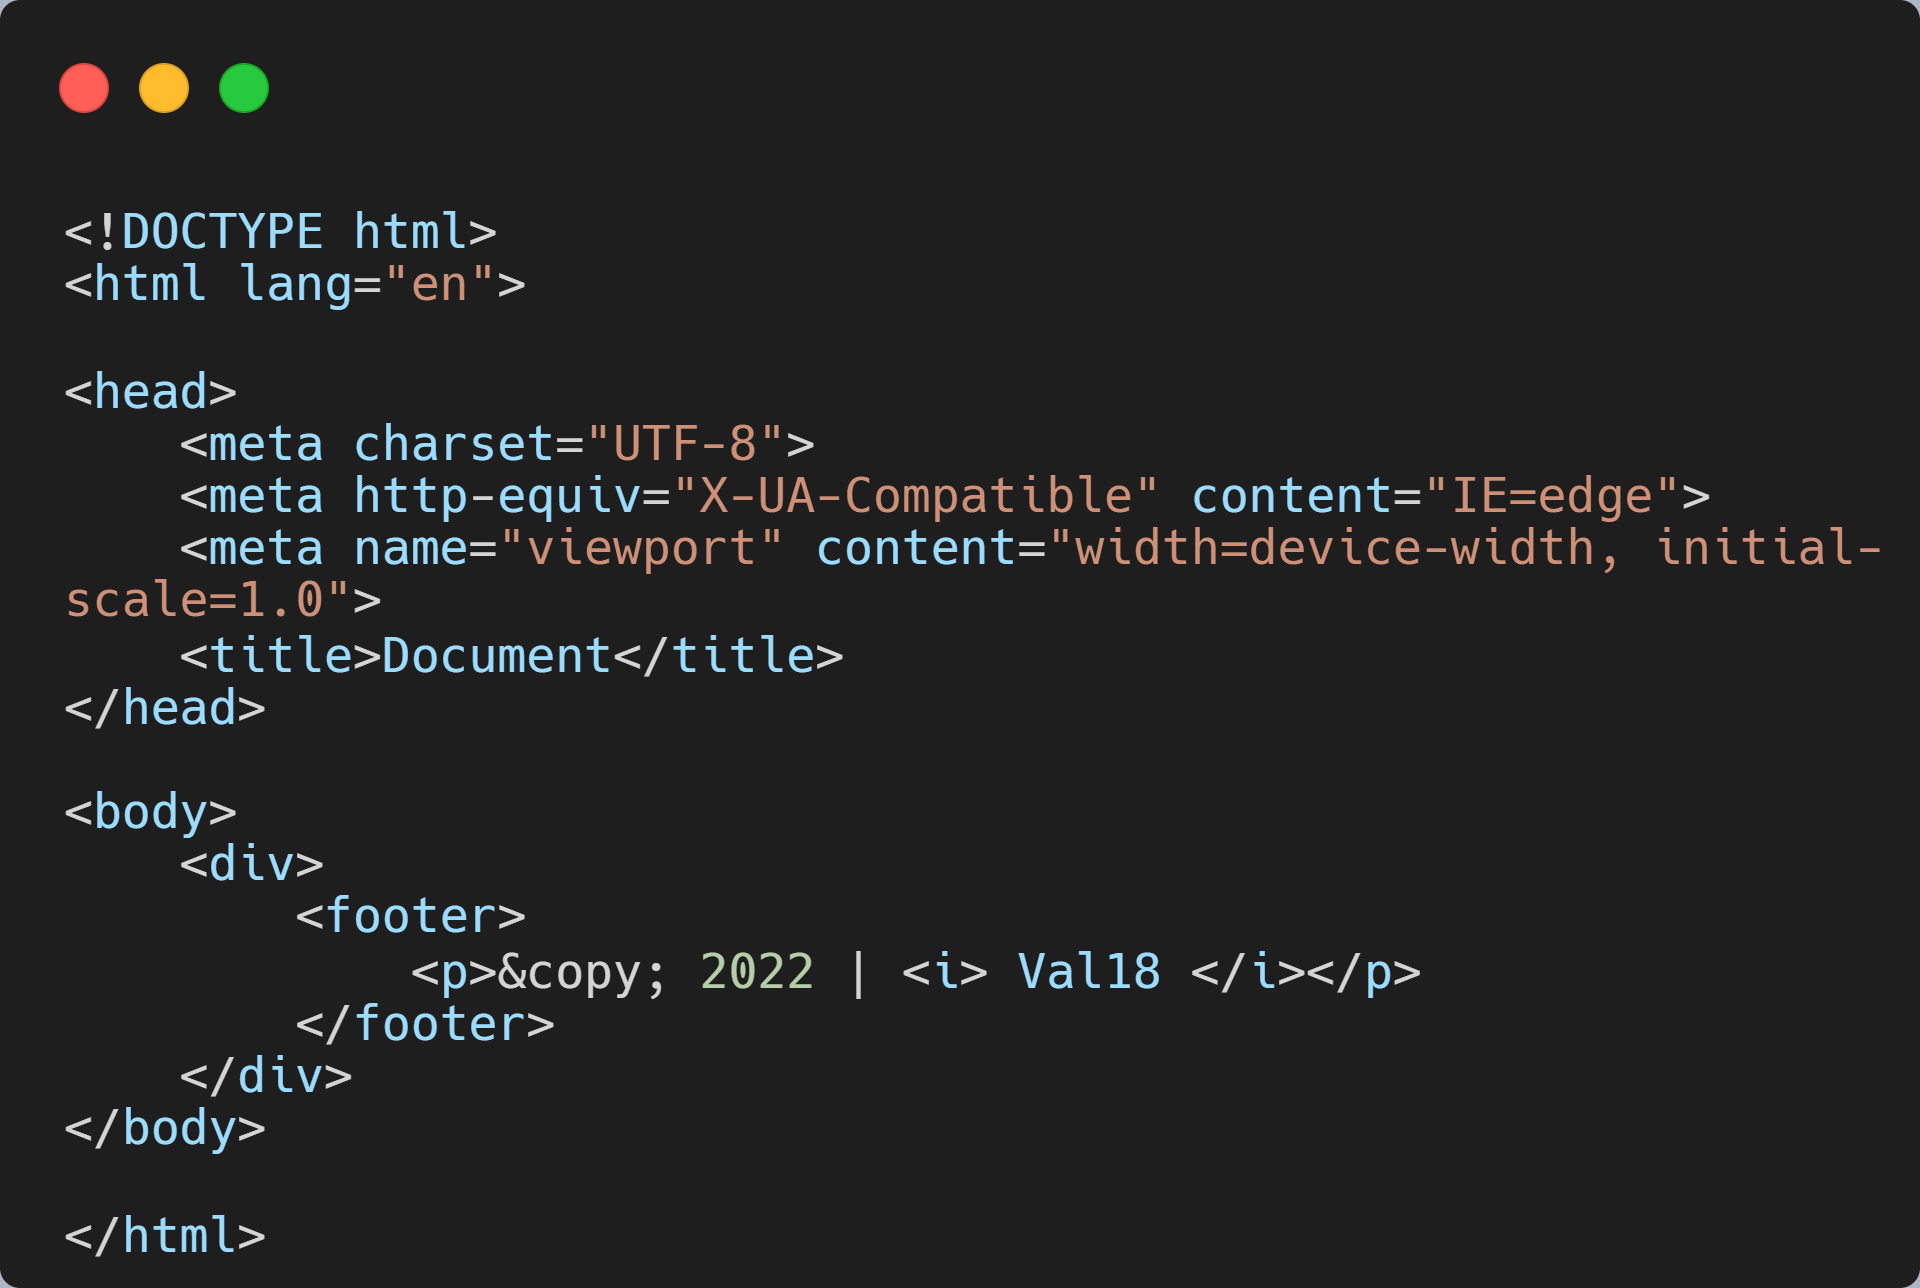 <!DOCTYPE html>
<html lang="en">

<head>
    <meta charset="UTF-8">
    <meta http-equiv="X-UA-Compatible" content="IE=edge">
    <meta name="viewport" content="width=device-width, initial-
scale=1.0">
    <title>Document</title>
</head>

<body>
    <div>
        <footer>
            <p>&copy; 2022 | <i> Val18 </i></p>
        </footer>
    </div>
</body>

</html>